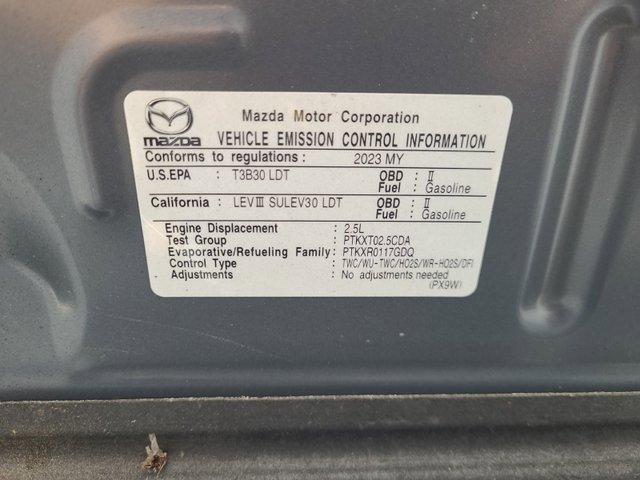 Mazda Motor Corporation
mazda VEHICLE EMISSION CONTROL INFORMATION
Conforms to regulations : 2023 MY
U.S.EPA : T3B30 LDT OBD : II
Fuel : Gasoline
California : LEVIII SULEV30 LDT OBD : II
Fuel : Gasoline
Engine Displacement : 2.5L
Test Group : PTKXT02.5CDA
Evaporative/Refueling Family: PTKXR0117GDQ
Control Type : TWC/WU-TWC/HO2S/WR-HO2S/DFI
Adjustments : No adjustments needed
(PX9W)